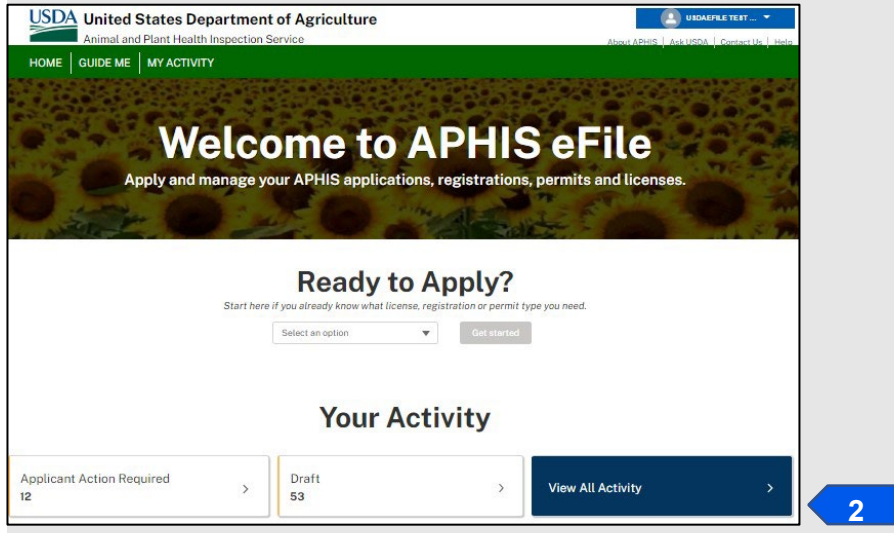 USDA United States Department of Agriculture
Animal and Plant Health Inspection Service
USDAEFILE TEST ...
About APHIS | Ask USDA | Contact Us | Help
HOME | GUIDE ME | MY ACTIVITY
Welcome to APHIS eFile
Apply and manage your APHIS applications, registrations, permits and licenses.
Ready to Apply?
Start here if you already know what license, registration or permit type you need.
Select an option
Get started
Your Activity
Applicant Action Required
12
Draft
53
View All Activity
2